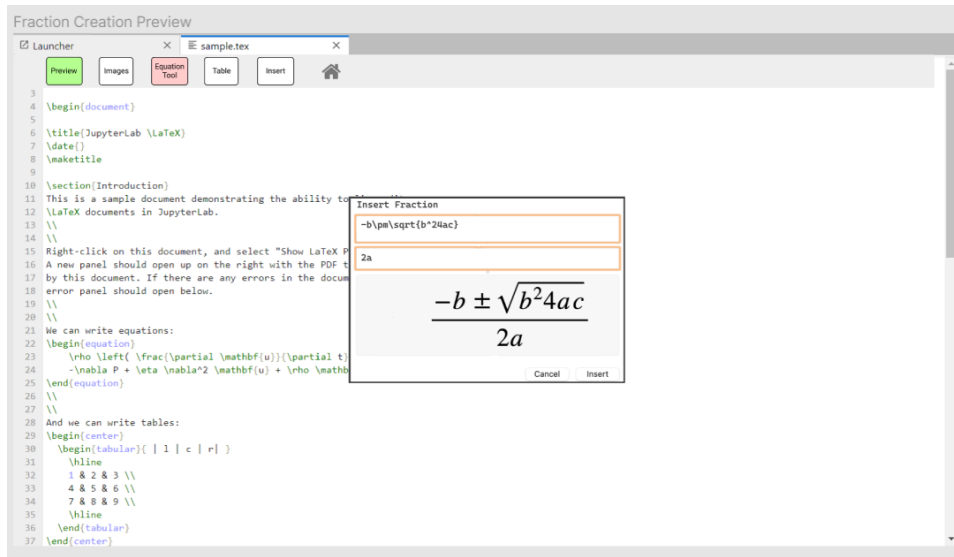 Fraction Creation Preview
Launcher × sample.tex ×
Preview Images Equation Tool Table Insert
3
4 \begin{document}
5
6 \title{JupyterLab \LaTeX}
7 \date{}
8 \maketitle
9
10 \section{Introduction}
11 This is a sample document demonstrating the ability to
12 \LaTeX documents in JupyterLab.
13 \\
14 \\
15 Right-click on this document, and select "Show LaTeX P
16 A new panel should open up on the right with the PDF t
17 by this document. If there are any errors in the docum
18 error panel should open below.
19 \\
20 \\
21 We can write equations:
22 \begin{equation}
23 \rho \left( \frac{\partial \mathbf{u}}{\partial t}
24 -\nabla P + \eta \nabla^2 \mathbf{u} + \rho \mathb
25 \end{equation}
26 \\
27 \\
28 And we can write tables:
29 \begin{center}
30 \begin{tabular}{ | l | c | r| }
31 \hline
32 1 & 2 & 3 \\
33 4 & 5 & 6 \\
34 7 & 8 & 9 \\
35 \hline
36 \end{tabular}
37 \end{center}
Insert Fraction
-b\pm\sqrt{b^24ac}
2a
−b ± √b²4ac
2a
Cancel Insert